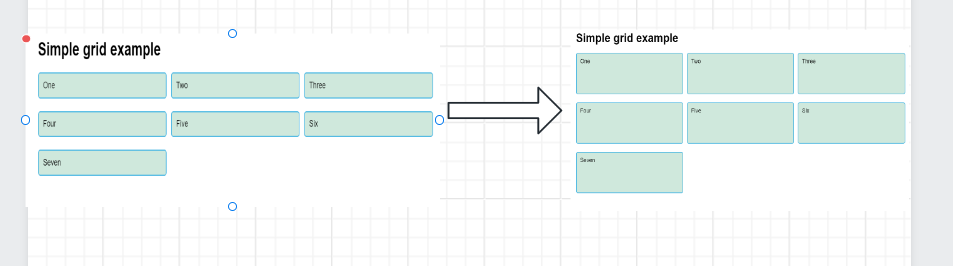 Simple grid example
One
Two
Three
Four
Five
Six
Seven
Simple grid example
One
Two
Three
Four
Five
Six
Seven